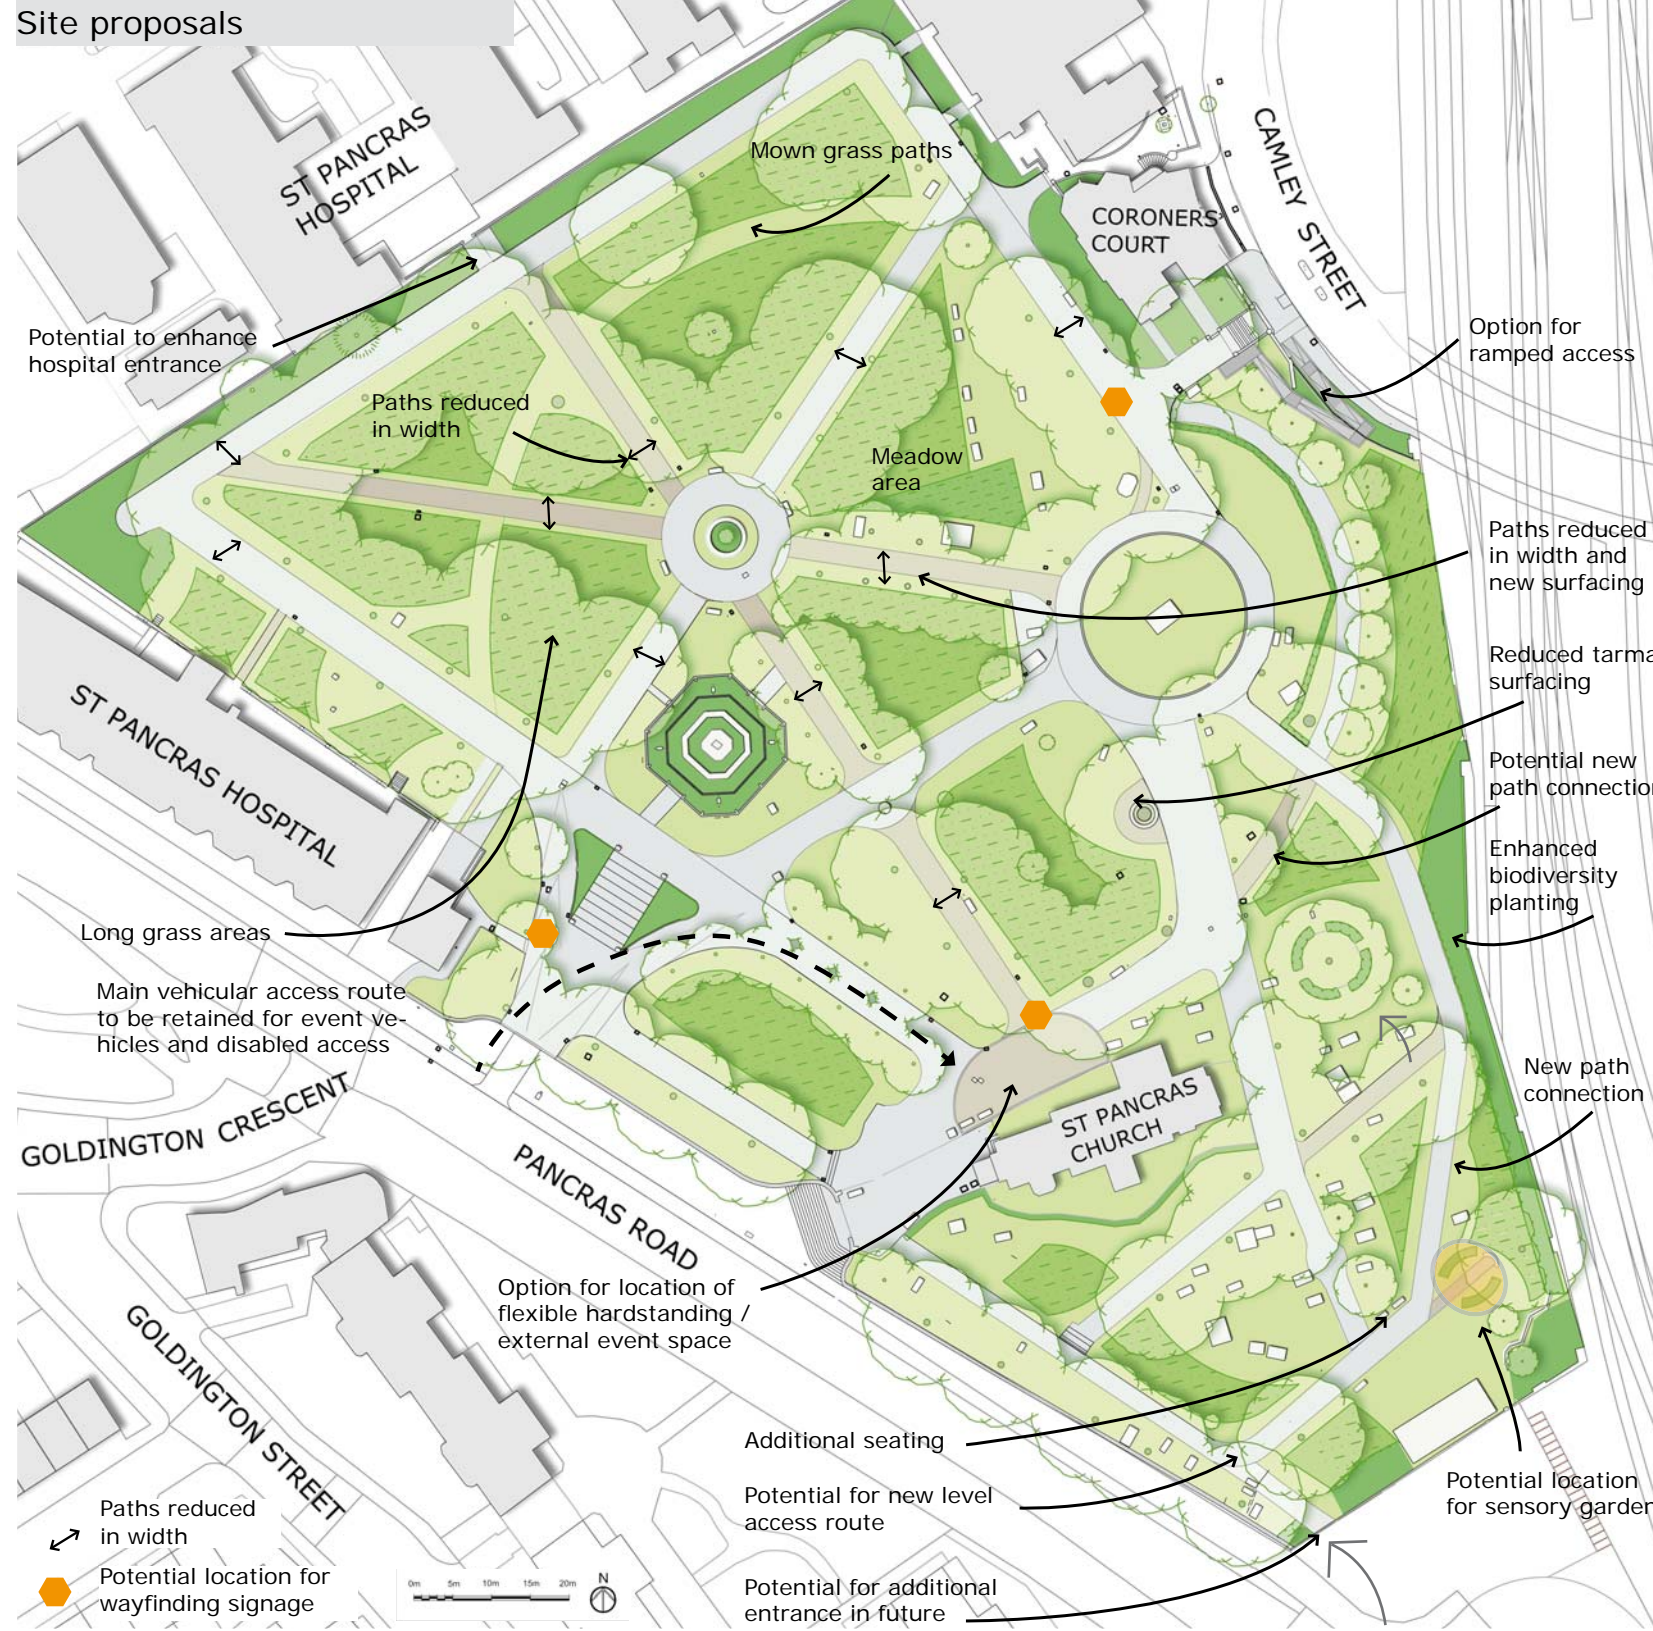 Site proposals
ST PANCRAS
HOSPITAL
Mown grass paths
CAMLEY STREET
CORONERS
COURT
Potential to enhance
hospital entrance
Option for
ramped access
Paths reduced
in width
Meadow
area
Paths reduced
in width and
new surfacing
Reduced tarma
surfacing
ST PANCRAS HOSPITAL
Potential new
path connection
Enhanced
biodiversity
planting
Long grass areas
Main vehicular access route
to be retained for event ve-
hicles and disabled access
New path
connection
ST PANCRAS
CHURCH
GOLDINGTON CRESCENT
PANCRAS ROAD
Option for location of
flexible hardstanding /
external event space
GOLDINGTON STREET
Additional seating
Potential for new level
access route
Potential location
for sensory garden
Potential for additional
entrance in future
Paths reduced
in width
Potential location for
wayfinding signage
0m 5m 10m 15m 20m
N